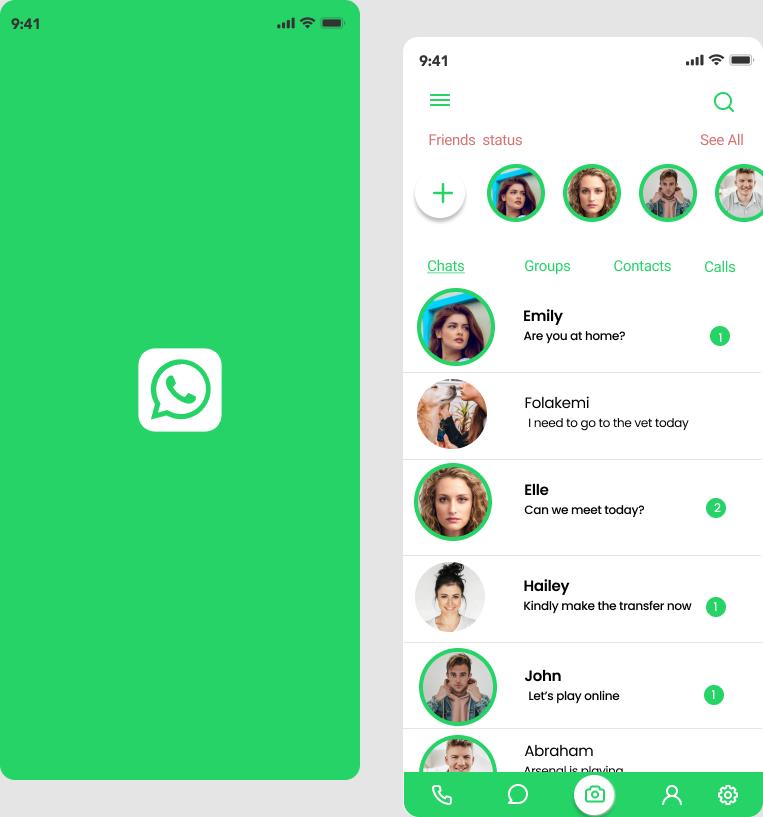 9:41
9:41
Friends status See All
Chats Groups Contacts Calls
Emily
Are you at home?
1
Folakemi
I need to go to the vet today
Elle
Can we meet today?
2
Hailey
Kindly make the transfer now
1
John
Let's play online
1
Abraham
Arsenal is playing